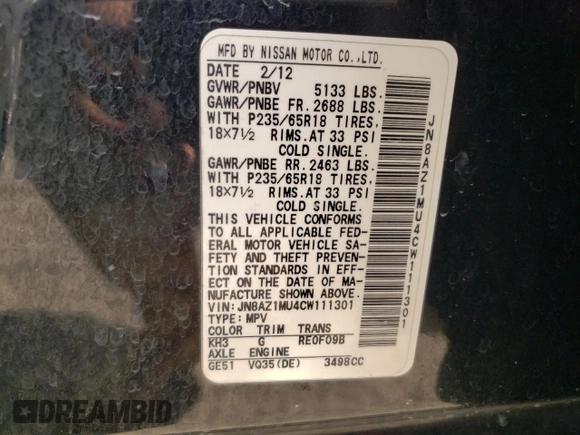 MFD BY NISSAN MOTOR CO.,LTD.
DATE 2/12
GVWR/PNBV 5133 LBS.
GAWR/PNBE FR. 2688 LBS.
WITH P235/65R18 TIRES,
18×7½ RIMS. AT 33 PSI
COLD SINGLE.
GAWR/PNBE RR. 2463 LBS.
WITH P235/65R18 TIRES,
18×7½ RIMS. AT 33 PSI
COLD SINGLE.
THIS VEHICLE CONFORMS
TO ALL APPLICABLE FED-
ERAL MOTOR VEHICLE SA-
FETY AND THEFT PREVEN-
TION STANDARDS IN EFF-
ECT ON THE DATE OF MA-
NUFACTURE SHOWN ABOVE.
VIN: JN8AZ1MU4CW111301
TYPE: MPV
COLOR TRIM TRANS
KH3 G RE0F09B
AXLE ENGINE
GE51 VQ35(DE) 3498CC
JN8AZ1MU4CW111301
DREAMBID